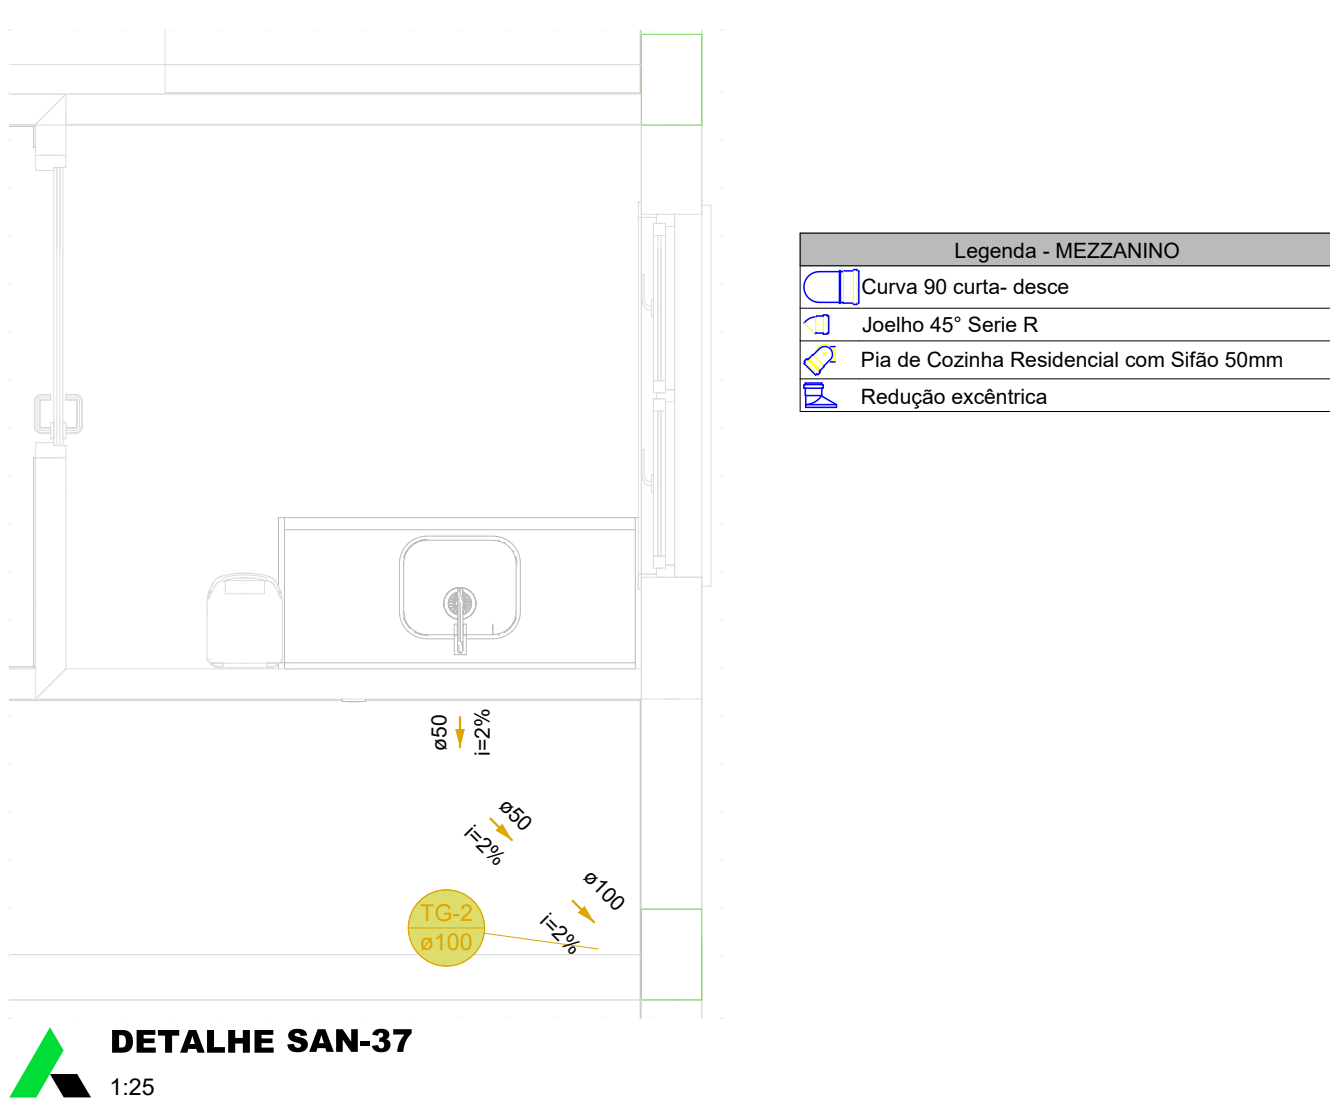 Legenda - MEZZANINO
Curva 90 curta- desce
Joelho 45° Serie R
Pia de Cozinha Residencial com Sifão 50mm
Redução excêntrica
ø50
i=2%
ø50
i=2%
ø100
i=2%
TG-2
ø100
DETALHE SAN-37
1:25